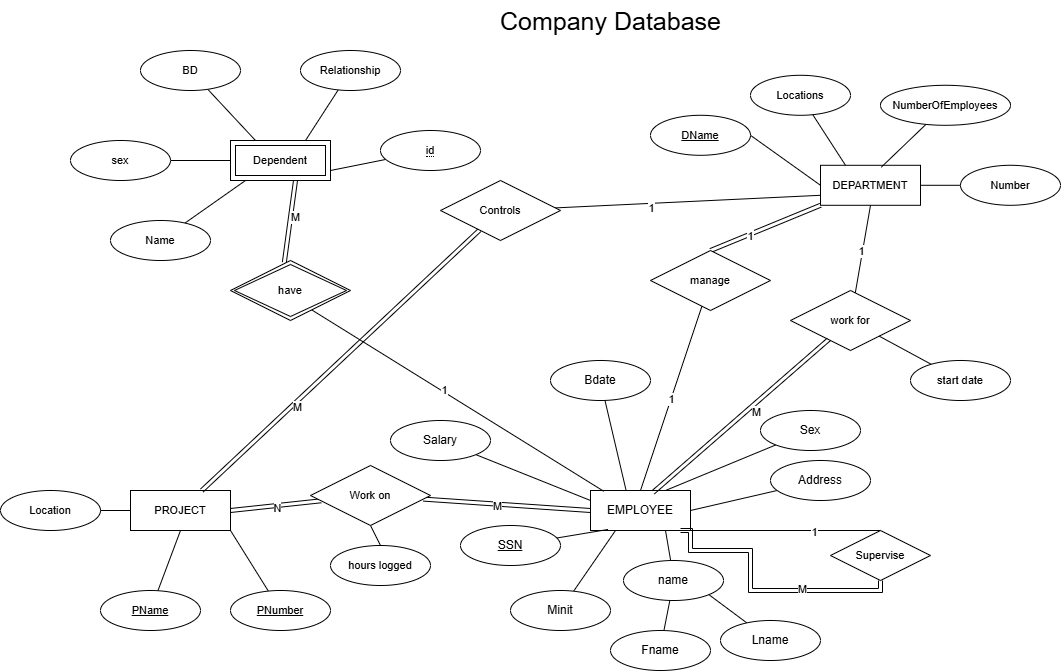 Company Database
BD
Relationship
Locations
NumberOfEmployees
DName
id
sex
Dependent
DEPARTMENT
Number
Controls
1
M
Name
1
1
manage
have
work for
M
1
1
Bdate
start date
M
Salary
Sex
Address
Work on
Location
PROJECT
N
M
EMPLOYEE
1
SSN
Supervise
hours logged
name
M
PName
PNumber
Minit
Fname
Lname